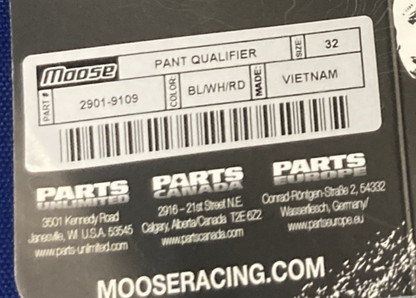 Moose PANT QUALIFIER SIZE: 32
PART# 2901-9109 COLOR: BL/WH/RD MADE: VIETNAM
PARTS UNLIMITED
3501 Kennedy Road
Janesville, WI U.S.A. 53545
www.parts-unlimited.com
PARTS CANADA
2916 – 21st Street N.E.
Calgary, Alberta/Canada T2E 6Z2
www.partscanada.com
PARTS EUROPE
Conrad-Röntgen-Straße 2, 54332
Wasserliesch, Germany/
www.partseurope.eu
MOOSERACING.COM